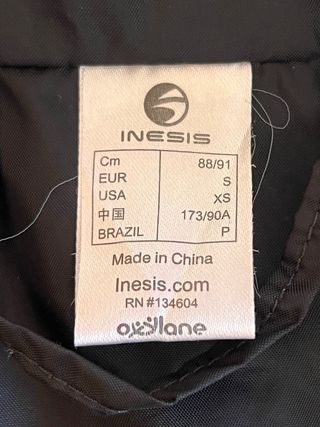 INESIS
Cm 88/91
EUR S
USA XS
中国 173/90A
BRAZIL P
Made in China
Inesis.com
RN #134604
oxylane